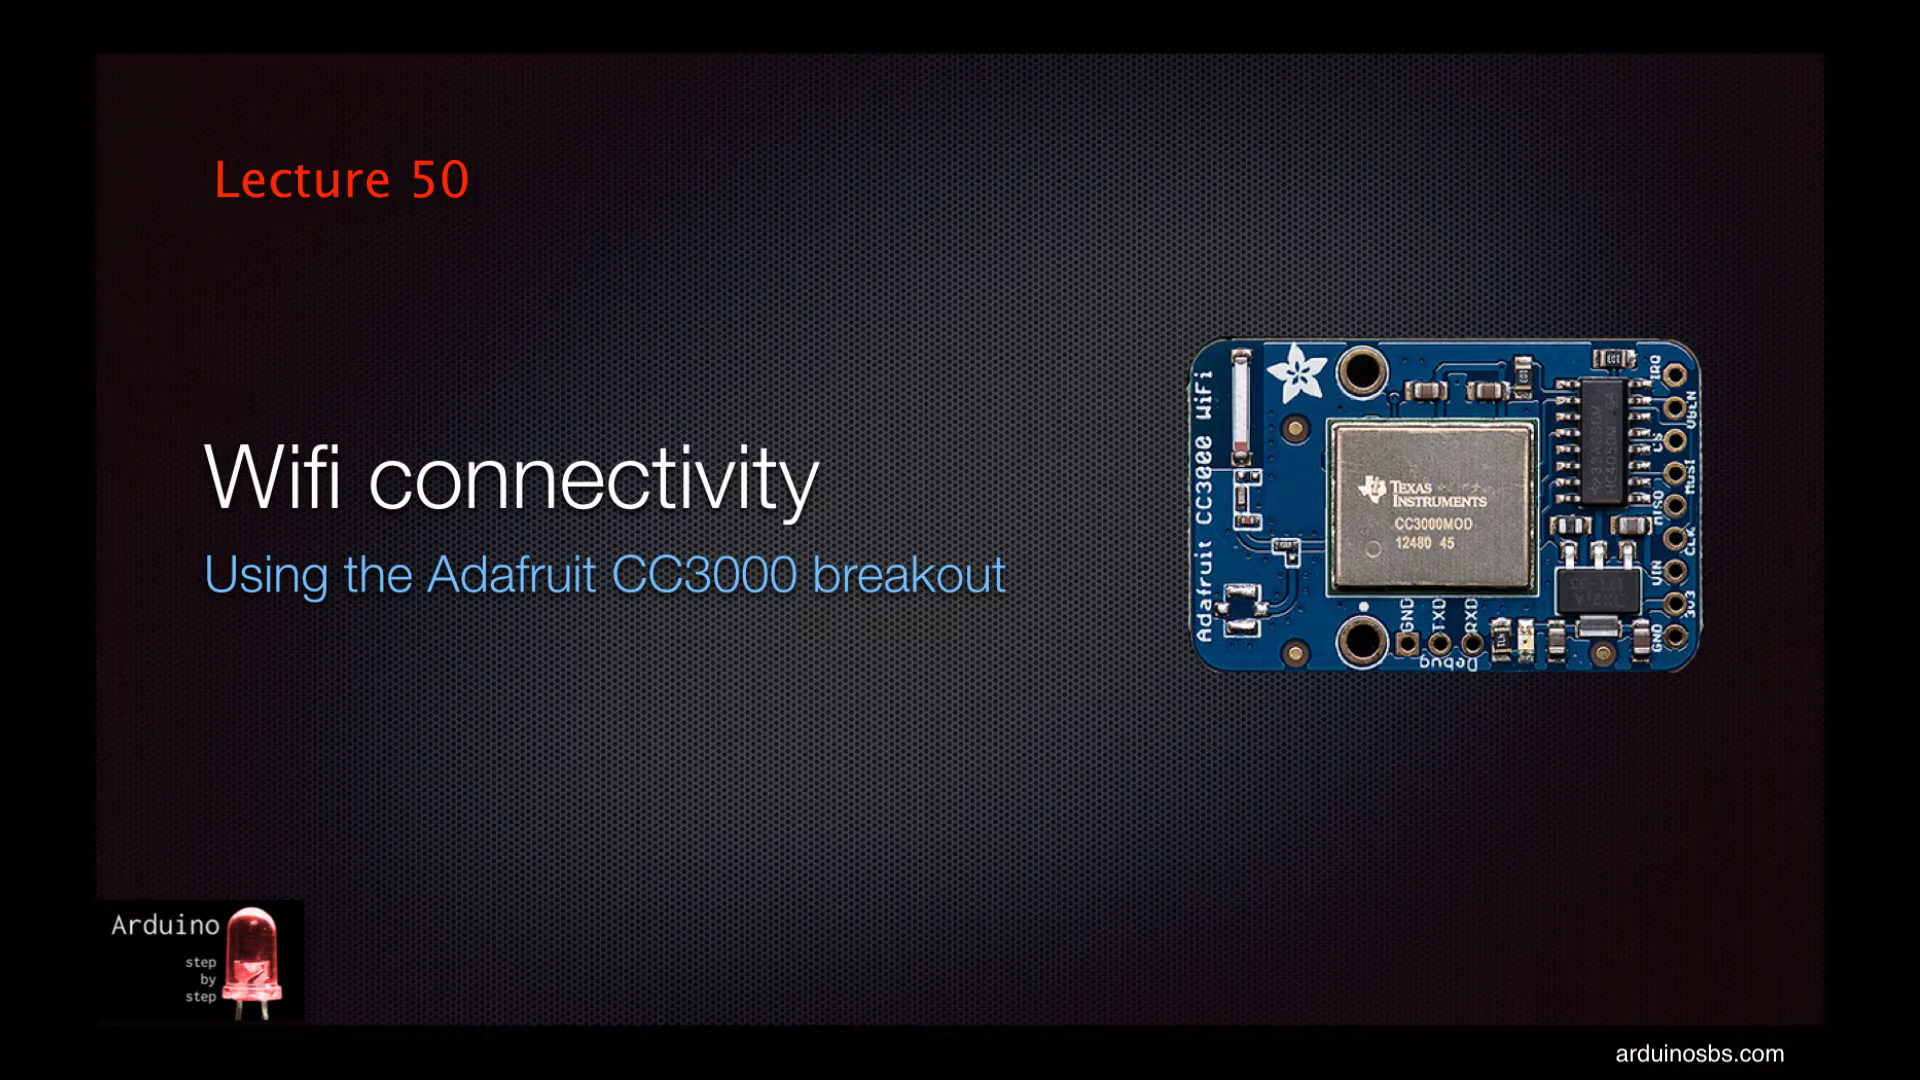 Lecture 50
Wifi connectivity
Using the Adafruit CC3000 breakout
Adafruit CC3000 WiFi
TEXAS
INSTRUMENTS
CC3000MOD
12480 45
IRQ
VBEN
CS
MOSI
MISO
CLK
VIN
3v3
GND
GND
TXD
RXD
Debug
Arduino
step
by
step
arduinosbs.com